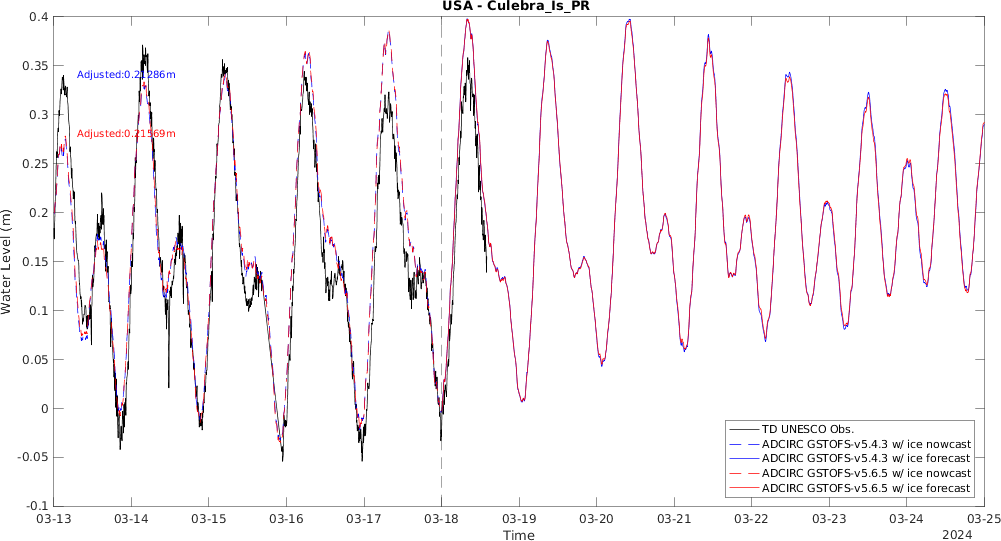 USA - Culebra_Is_PR
0.4
0.35
0.3
0.25
0.2
0.15
0.1
0.05
0
-0.05
-0.1
Water Level (m)
Adjusted:0.21286m
Adjusted:0.21569m
TD UNESCO Obs.
ADCIRC GSTOFS-v5.4.3 w/ ice nowcast
ADCIRC GSTOFS-v5.4.3 w/ ice forecast
ADCIRC GSTOFS-v5.6.5 w/ ice nowcast
ADCIRC GSTOFS-v5.6.5 w/ ice forecast
03-13 03-14 03-15 03-16 03-17 03-18 03-19 03-20 03-21 03-22 03-23 03-24 03-25
Time
2024